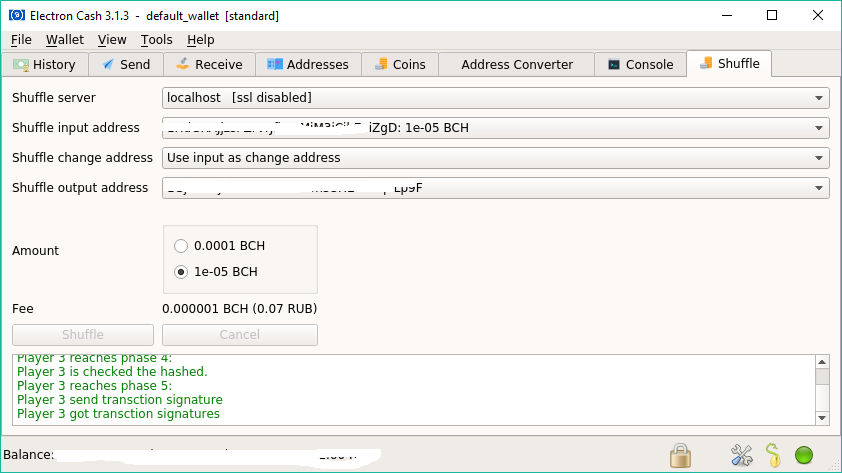 Electron Cash 3.1.3 - default_wallet [standard]
File Wallet View Tools Help
History Send Receive Addresses Coins Address Converter Console Shuffle
Shuffle server localhost [ssl disabled]
Shuffle input address iZgD: 1e-05 BCH
Shuffle change address Use input as change address
Shuffle output address Lp9F
Amount
0.0001 BCH
1e-05 BCH
Fee 0.000001 BCH (0.07 RUB)
Shuffle Cancel
Player 3 reaches phase 4:
Player 3 is checked the hashed.
Player 3 reaches phase 5:
Player 3 send transction signature
Player 3 got transction signatures
Balance: